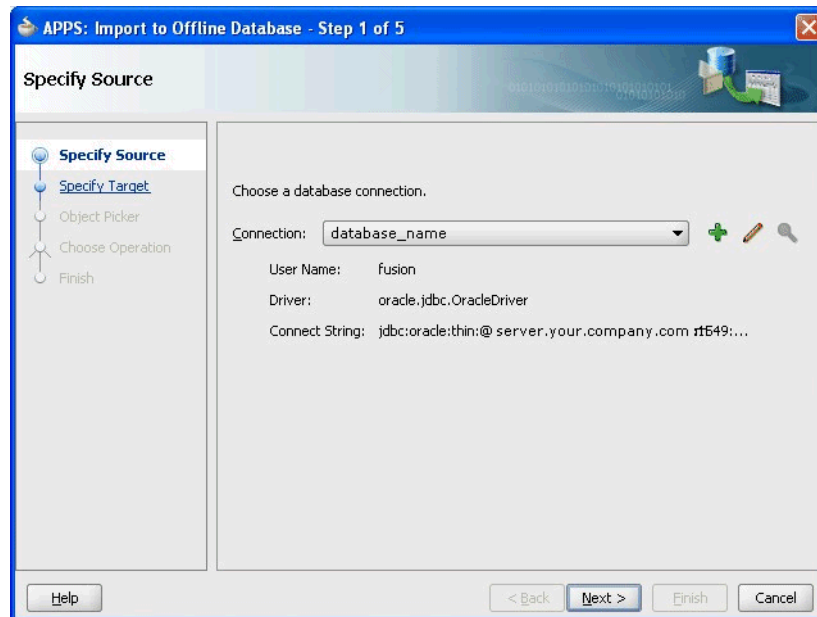 APPS: Import to Offline Database - Step 1 of 5
Specify Source
Specify Source
Specify Target
Object Picker
Choose Operation
Finish
Choose a database connection.
Connection: database_name
User Name: fusion
Driver: oracle.jdbc.OracleDriver
Connect String: jdbc:oracle:thin:@ server.your.company.com
Help
< Back
Next >
Finish
Cancel